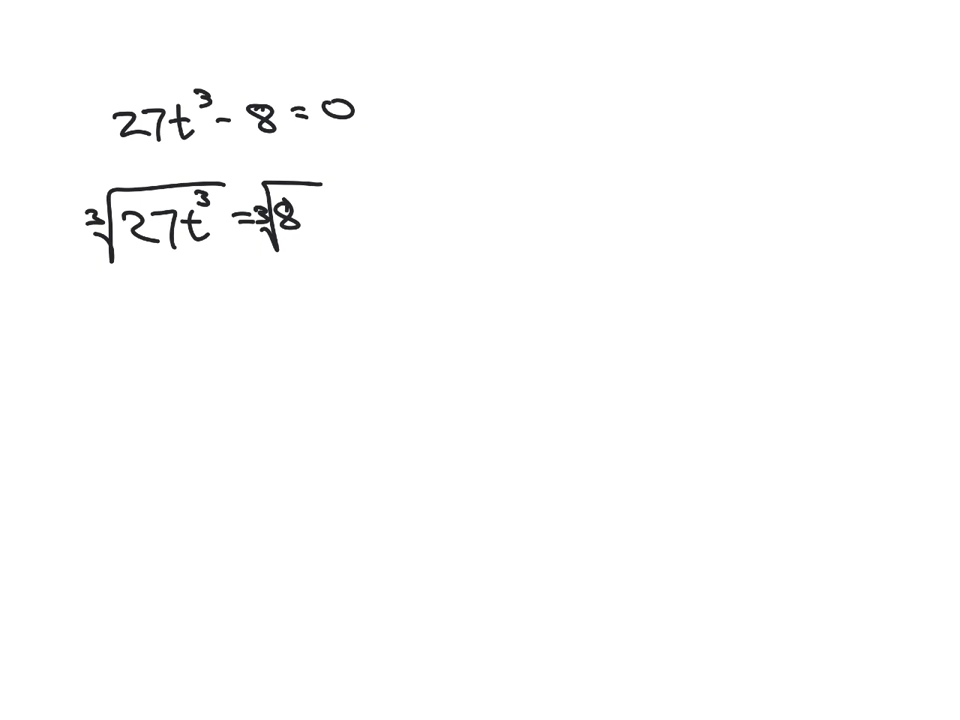 27t³ - 8 = 0
∛27t³ = ∛8